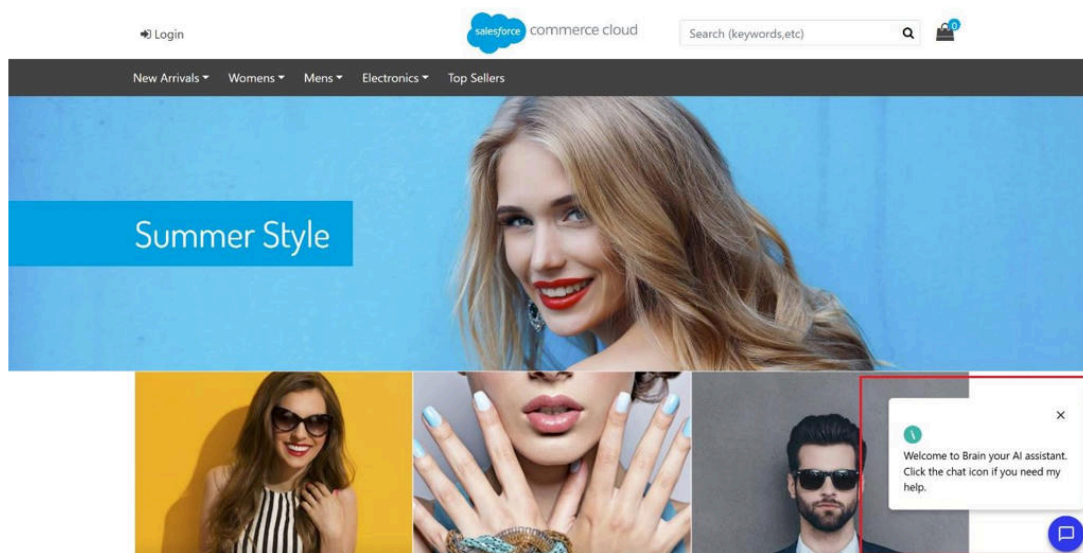 Login
salesforce commerce cloud
Search (keywords,etc)
0
New Arrivals Womens Mens Electronics Top Sellers
Summer Style
Welcome to Brain your AI assistant.
Click the chat icon if you need my
help.